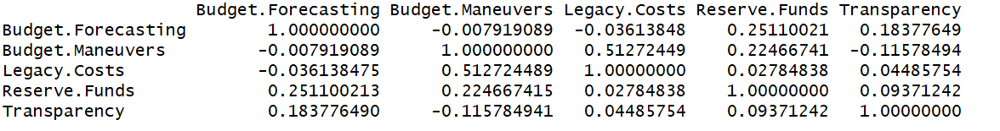 Budget.Forecasting Budget.Maneuvers Legacy.Costs Reserve.Funds Transparency
Budget.Forecasting 1.000000000 -0.007919089 -0.03613848 0.25110021 0.18377649
Budget.Maneuvers -0.007919089 1.000000000 0.51272449 0.22466741 -0.11578494
Legacy.Costs -0.036138475 0.512724489 1.00000000 0.02784838 0.04485754
Reserve.Funds 0.251100213 0.224667415 0.02784838 1.00000000 0.09371242
Transparency 0.183776490 -0.115784941 0.04485754 0.09371242 1.00000000